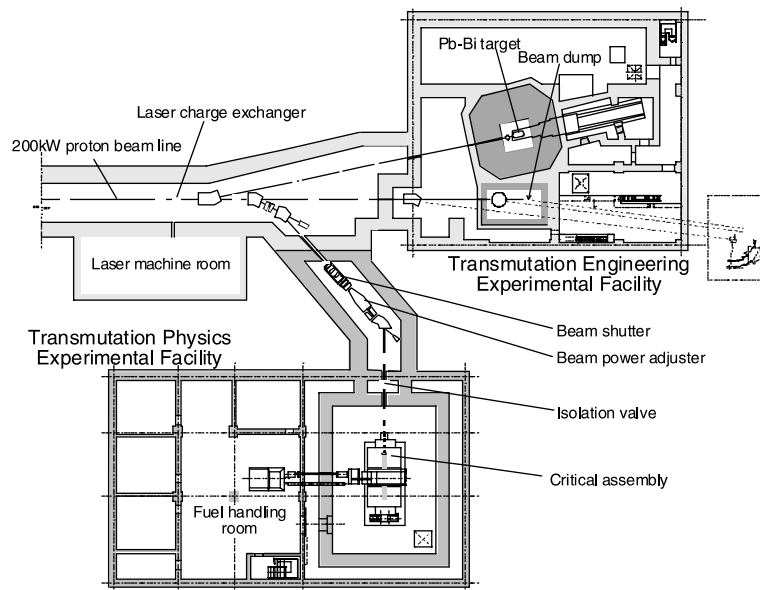 Pb-Bi target
Beam dump
Laser charge exchanger
200kW proton beam line
Laser machine room
Transmutation Engineering
Experimental Facility
Transmutation Physics
Experimental Facility
Beam shutter
Beam power adjuster
Isolation valve
Critical assembly
Fuel handling
room